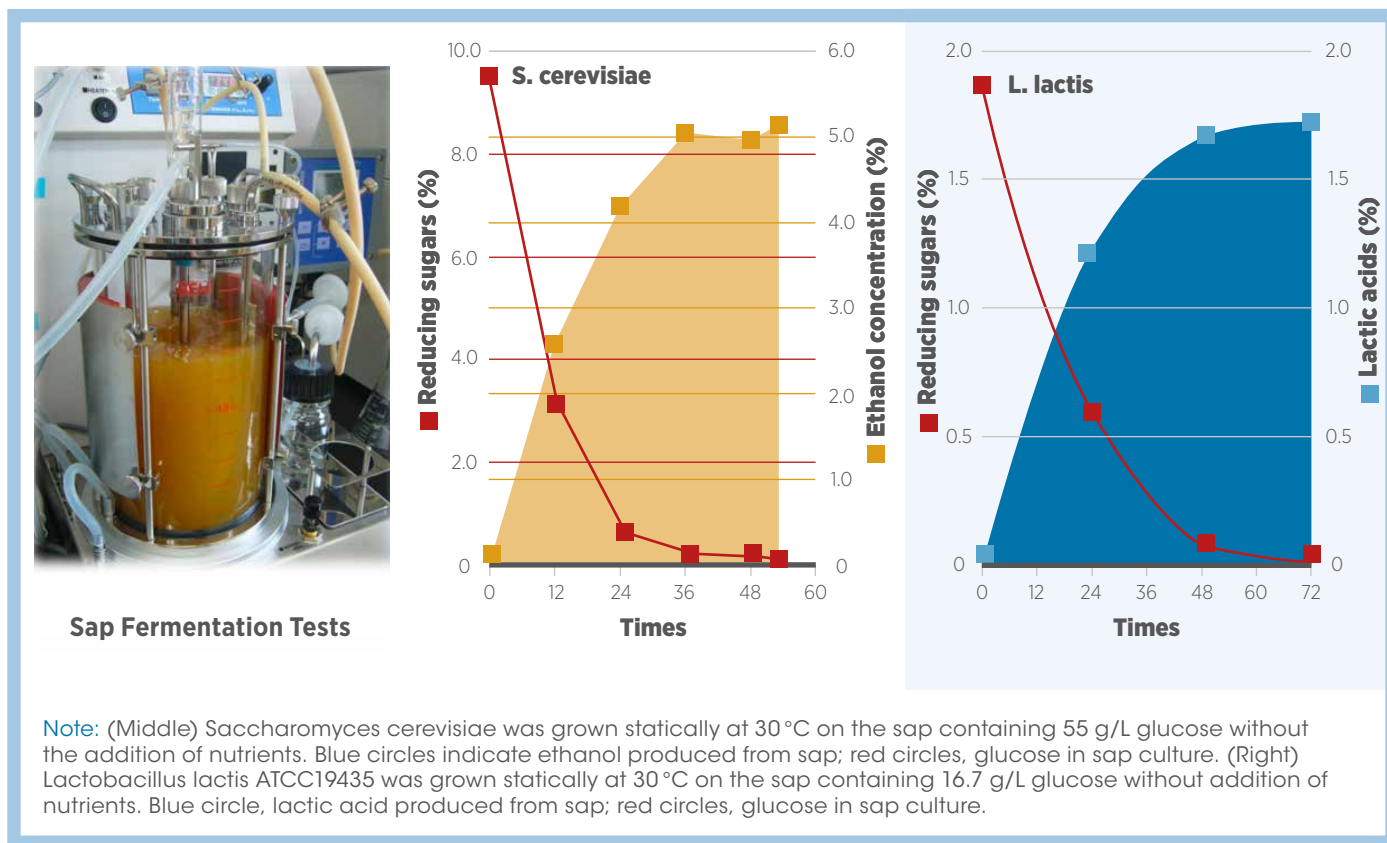 Sap Fermentation Tests
S. cerevisiae
10.0
8.0
6.0
4.0
2.0
0
Reducing sugars (%)
6.0
5.0
4.0
3.0
2.0
1.0
0
Ethanol concentration (%)
0 12 24 36 48 60
Times
L. lactis
2.0
1.5
1.0
0.5
0
Reducing sugars (%)
2.0
1.5
1.0
0.5
0
Lactic acids (%)
0 12 24 36 48 60 72
Times
Note: (Middle) Saccharomyces cerevisiae was grown statically at 30 °C on the sap containing 55 g/L glucose without
the addition of nutrients. Blue circles indicate ethanol produced from sap; red circles, glucose in sap culture. (Right)
Lactobacillus lactis ATCC19435 was grown statically at 30 °C on the sap containing 16.7 g/L glucose without addition of
nutrients. Blue circle, lactic acid produced from sap; red circles, glucose in sap culture.